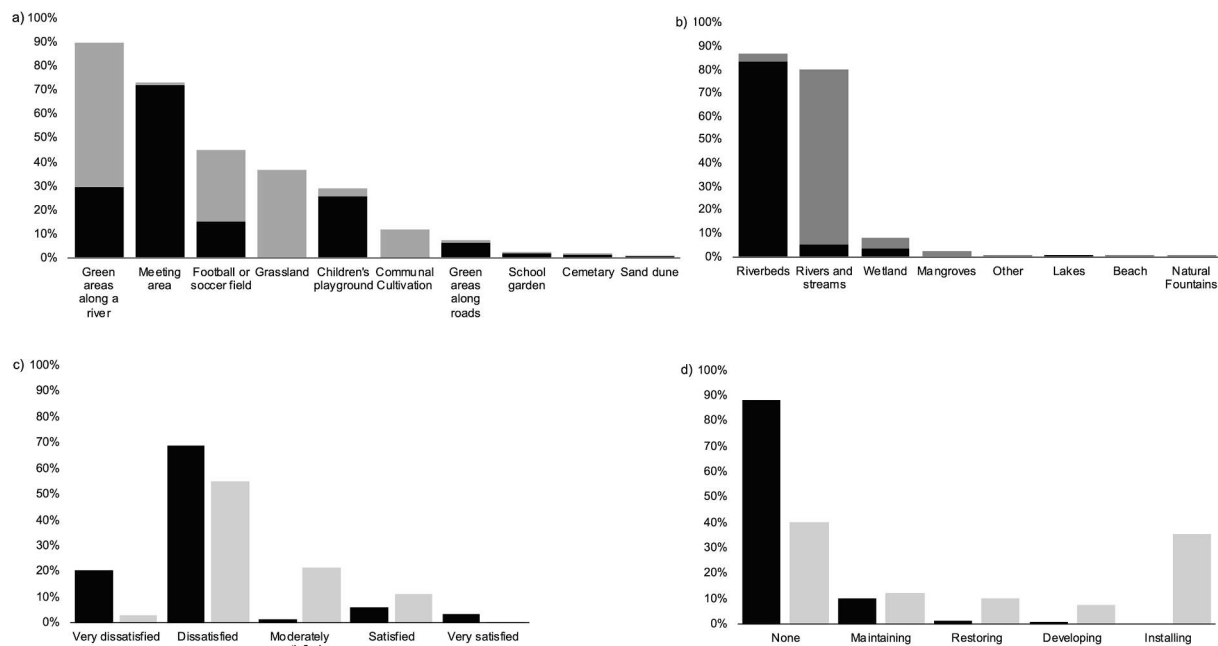 a)
100%
90%
80%
70%
60%
50%
40%
30%
20%
10%
0%
Green areas along a river
Meeting area
Football or soccer field
Grassland
Children's playground
Communal Cultivation
Green areas along roads
School garden
Cemetary
Sand dune
b)
100%
90%
80%
70%
60%
50%
40%
30%
20%
10%
0%
Riverbeds
Rivers and streams
Wetland
Mangroves
Other
Lakes
Beach
Natural Fountains
c)
100%
90%
80%
70%
60%
50%
40%
30%
20%
10%
0%
Very dissatisfied
Dissatisfied
Moderately
Satisfied
Very satisfied
d)
100%
90%
80%
70%
60%
50%
40%
30%
20%
10%
0%
None
Maintaining
Restoring
Developing
Installing